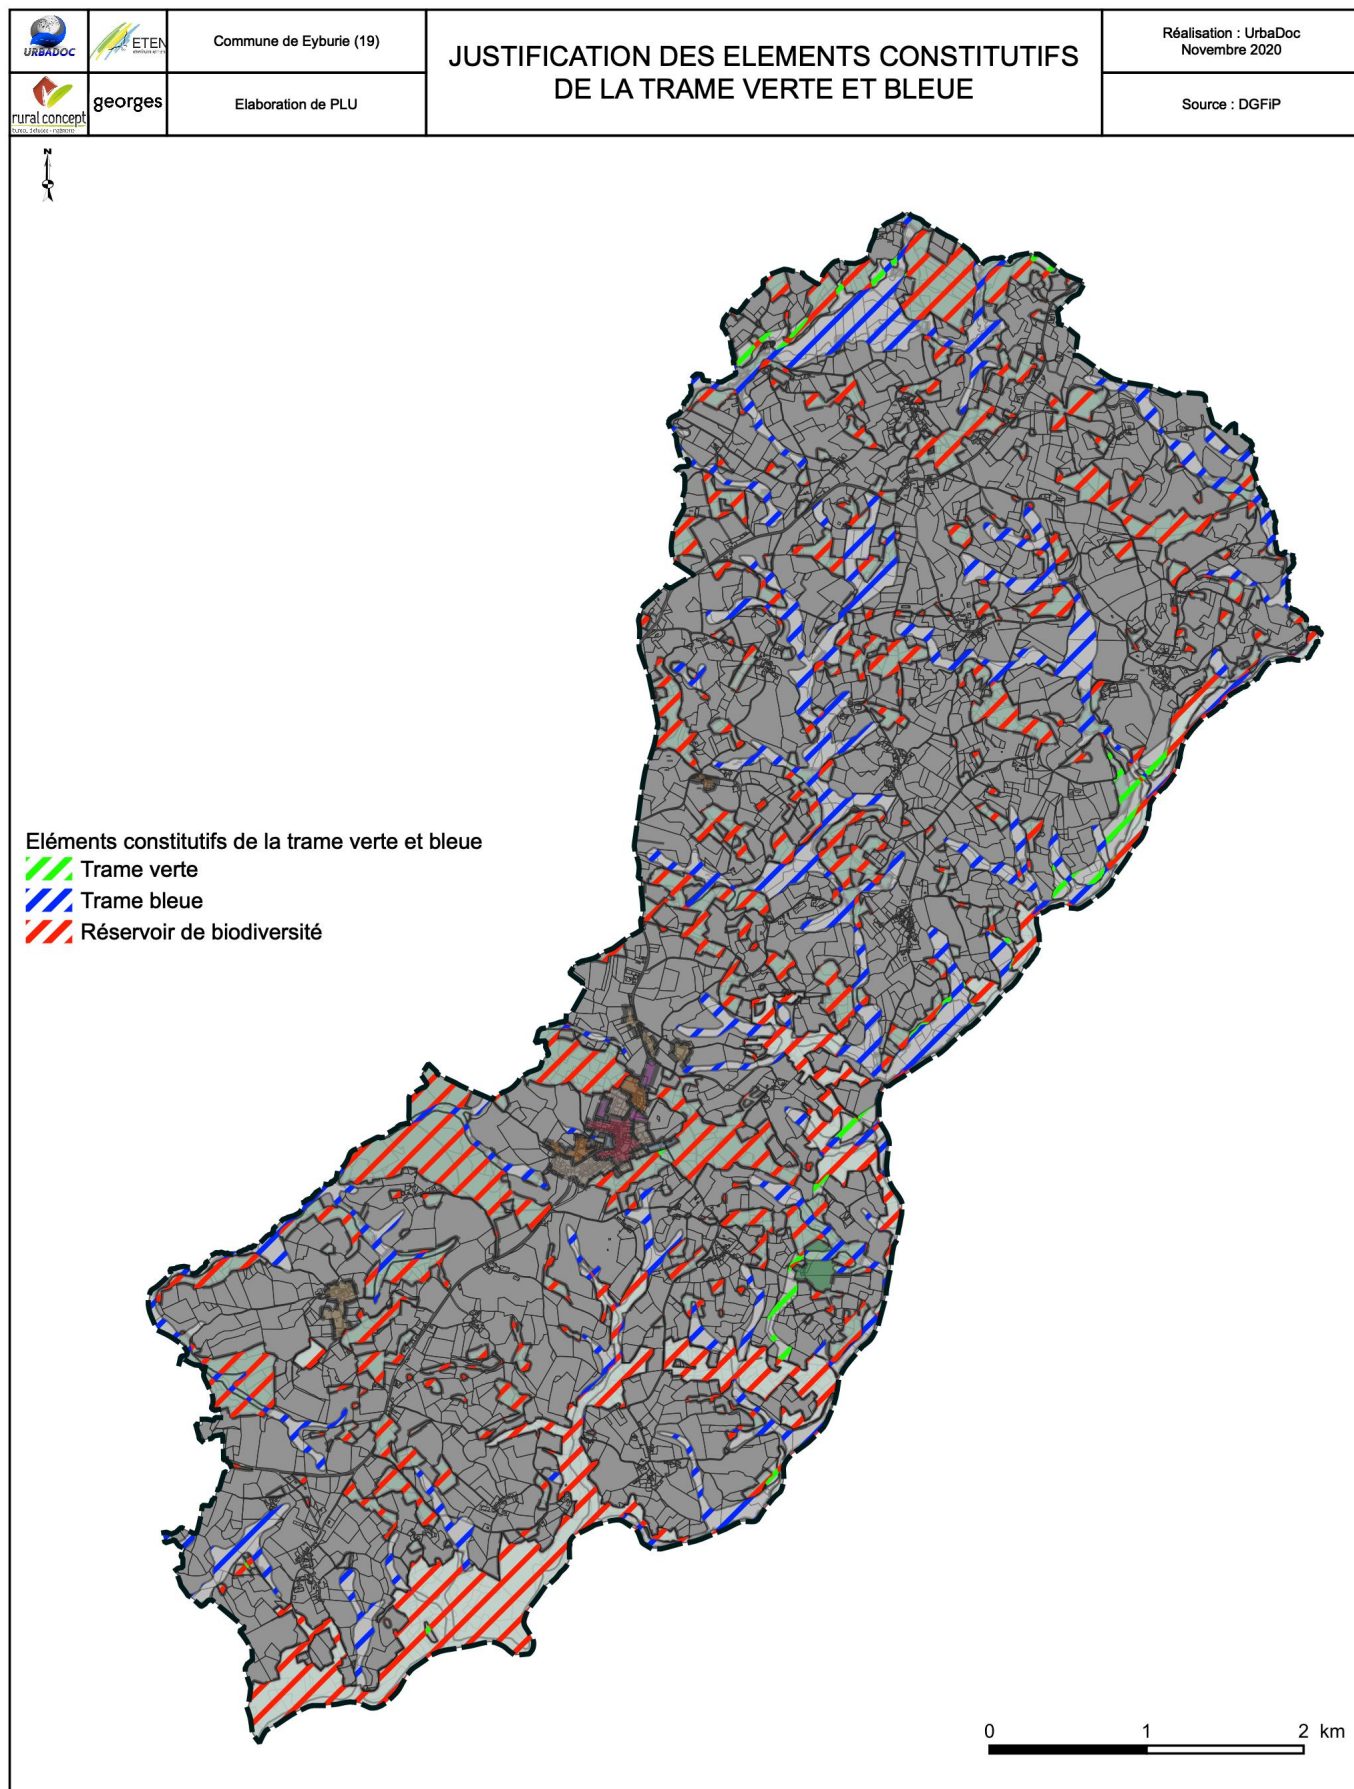 URBADOC
ETEN
Commune de Eyburie (19)
JUSTIFICATION DES ELEMENTS CONSTITUTIFS
DE LA TRAME VERTE ET BLEUE
Réalisation : UrbaDoc
Novembre 2020
rural concept
georges
Elaboration de PLU
Source : DGFiP
N
Eléments constitutifs de la trame verte et bleue
Trame verte
Trame bleue
Réservoir de biodiversité
0 1 2 km